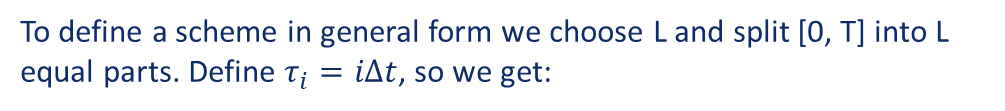 To define a scheme in general form we choose L and split [0, T] into L
equal parts. Define τᵢ = iΔt, so we get: